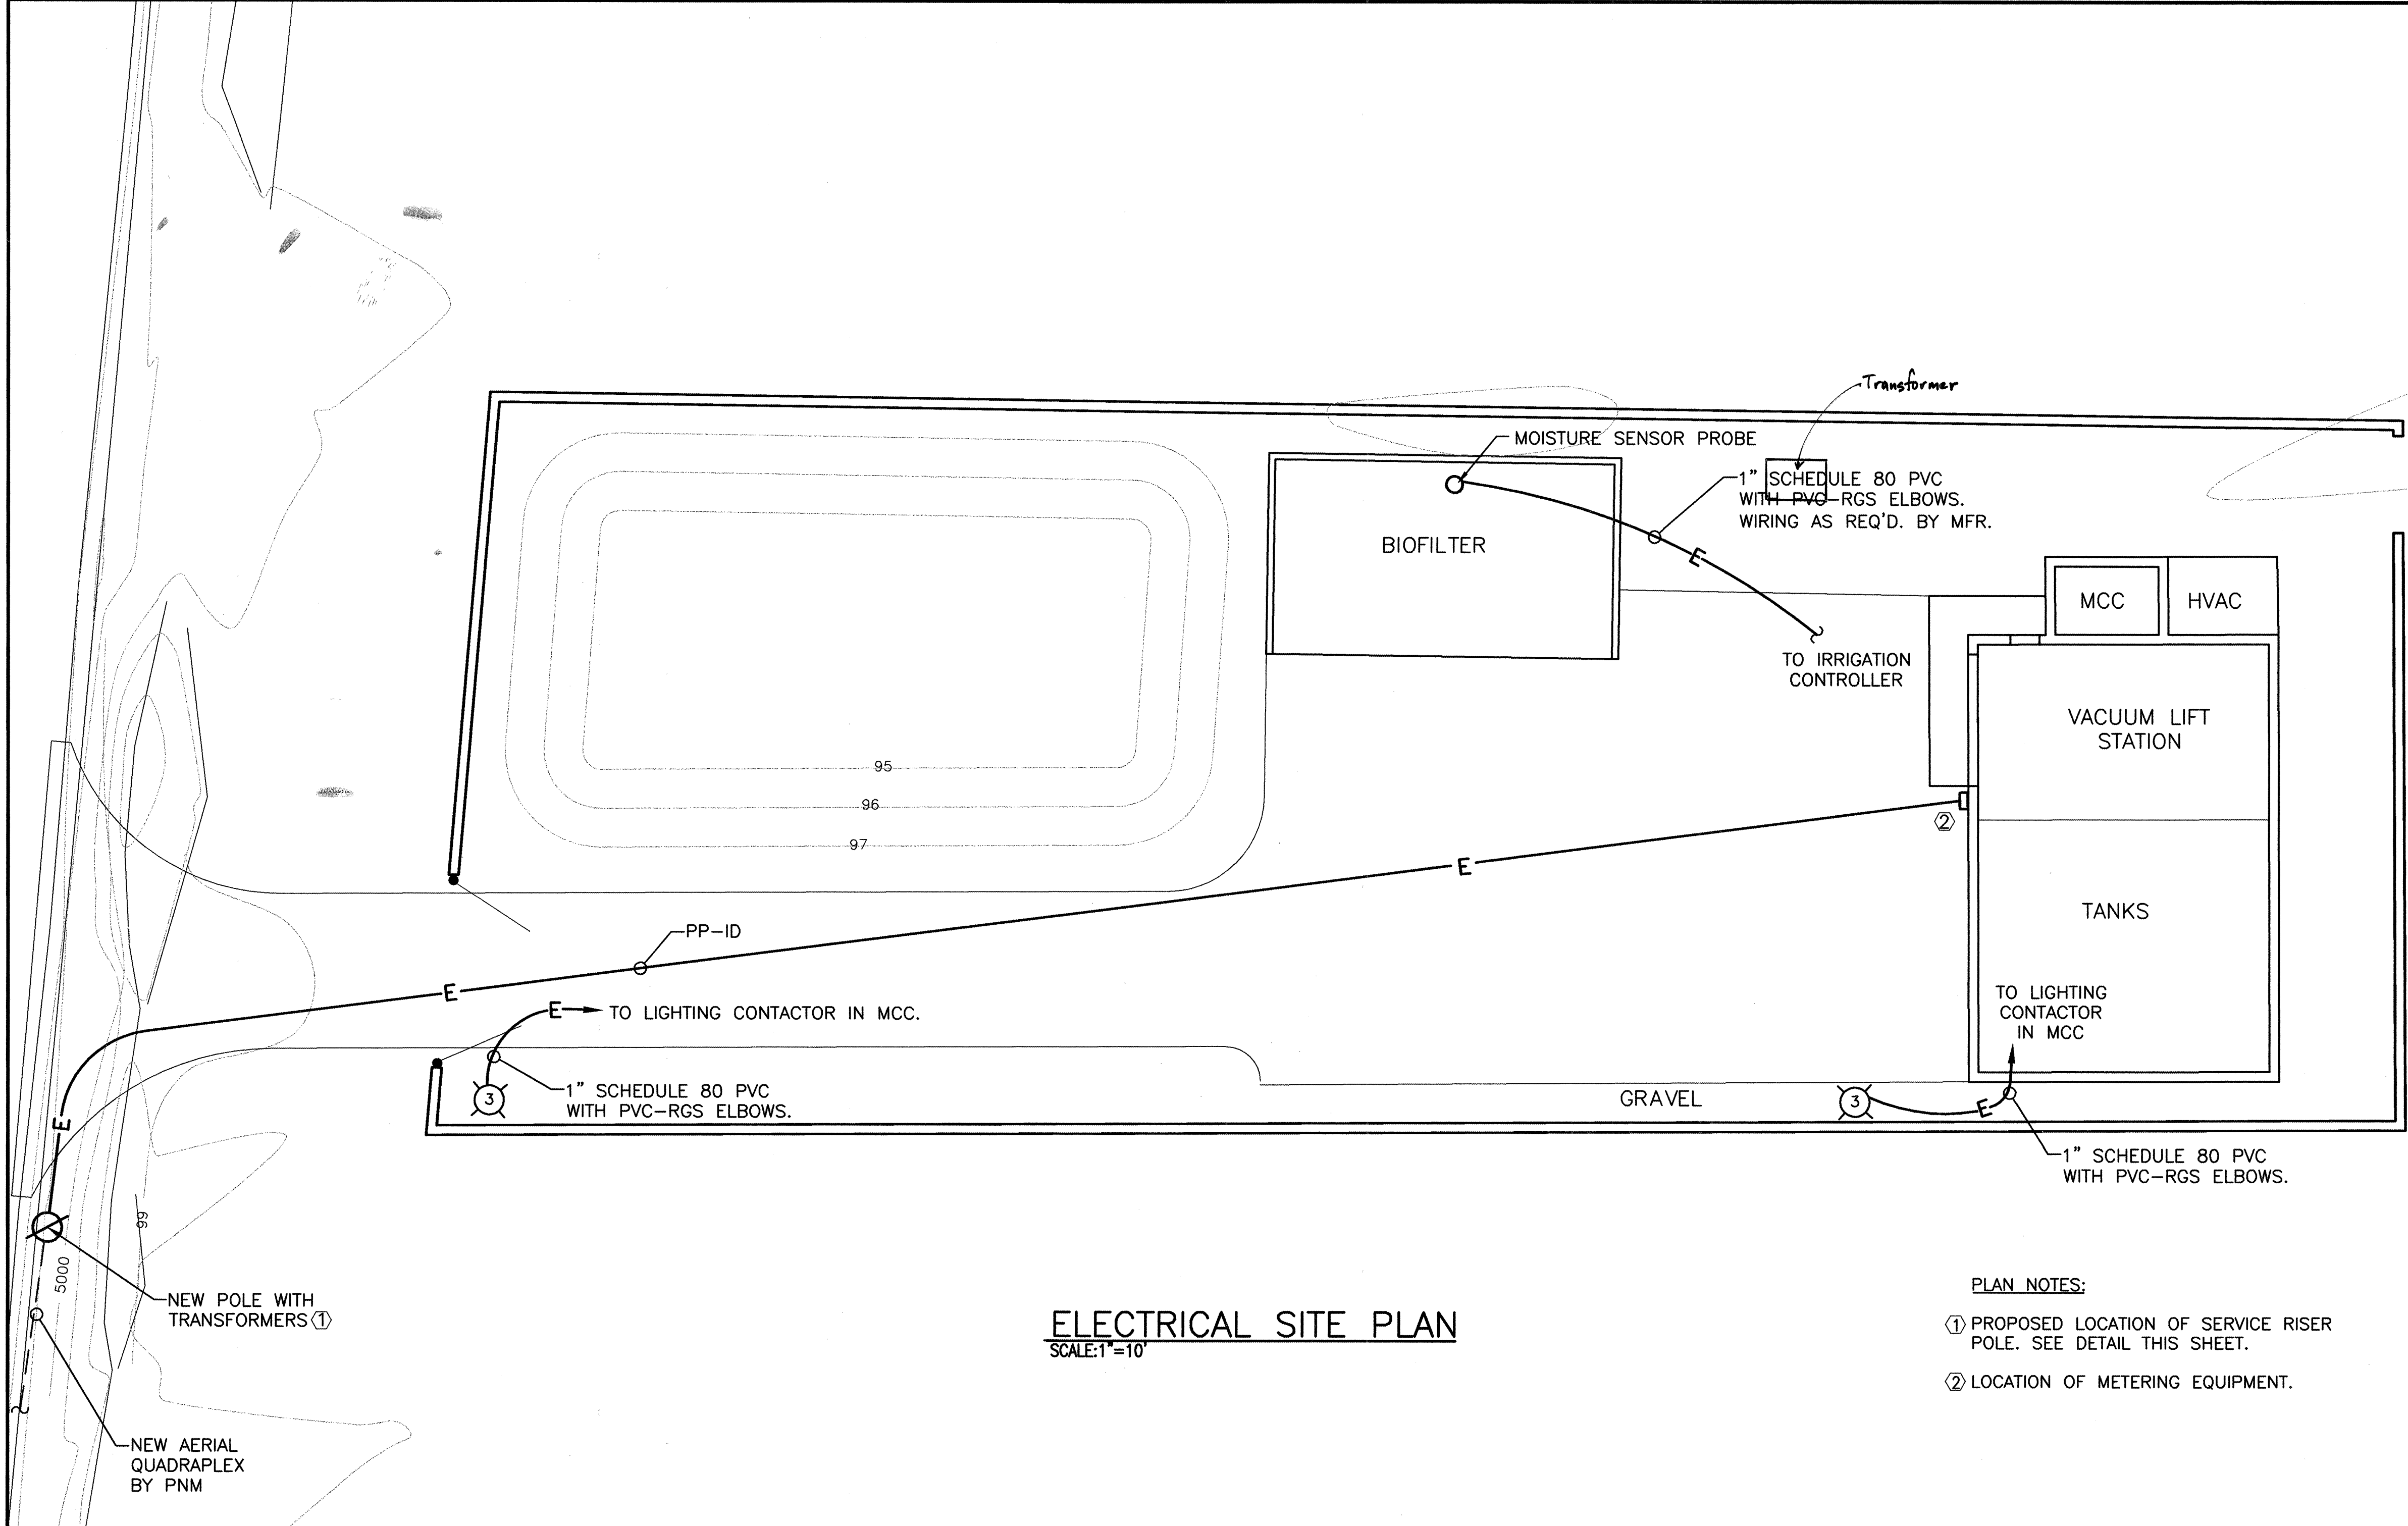 Transformer
MOISTURE SENSOR PROBE
1" SCHEDULE 80 PVC
WITH PVC-RGS ELBOWS.
WIRING AS REQ'D. BY MFR.
E
BIOFILTER
TO IRRIGATION
CONTROLLER
MCC
HVAC
VACUUM LIFT
STATION
TANKS
2
95
96
97
E
PP-ID
E
E
TO LIGHTING CONTACTOR IN MCC.
TO LIGHTING
CONTACTOR
IN MCC
1" SCHEDULE 80 PVC
WITH PVC-RGS ELBOWS.
3
GRAVEL
3
E
1" SCHEDULE 80 PVC
WITH PVC-RGS ELBOWS.
E
99
5000
NEW POLE WITH
TRANSFORMERS 1
NEW AERIAL
QUADRAPLEX
BY PNM
ELECTRICAL SITE PLAN
SCALE:1"=10'
PLAN NOTES:
1 PROPOSED LOCATION OF SERVICE RISER
POLE. SEE DETAIL THIS SHEET.
2 LOCATION OF METERING EQUIPMENT.